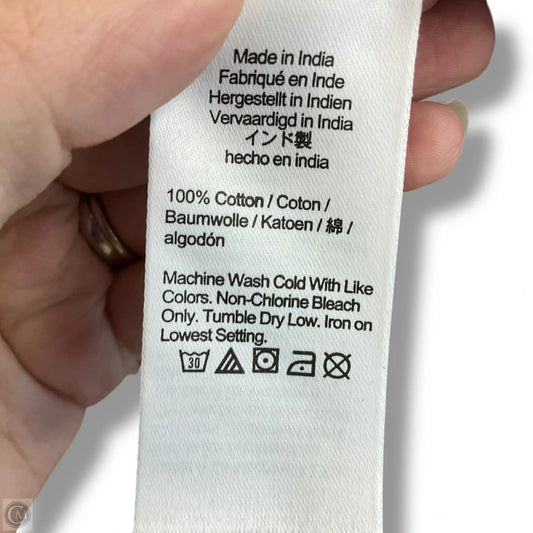 Made in India
Fabriqué en Inde
Hergestellt in Indien
Vervaardigd in India
インド製
hecho en india
100% Cotton / Coton /
Baumwolle / Katoen / 綿 /
algodón
Machine Wash Cold With Like
Colors. Non-Chlorine Bleach
Only. Tumble Dry Low. Iron on
Lowest Setting.
30